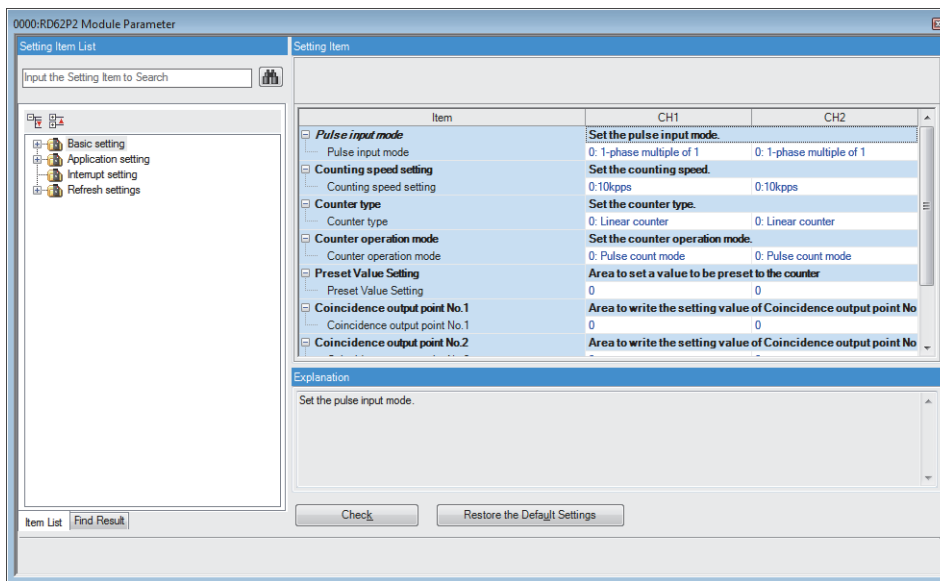 0000:RD62P2 Module Parameter
Setting Item List
Input the Setting Item to Search
Basic setting
Application setting
Interrupt setting
Refresh settings
Item List
Find Result
Setting Item
Item CH1 CH2
Pulse input mode Set the pulse input mode.
Pulse input mode 0: 1-phase multiple of 1 0: 1-phase multiple of 1
Counting speed setting Set the counting speed.
Counting speed setting 0:10kpps 0:10kpps
Counter type Set the counter type.
Counter type 0: Linear counter 0: Linear counter
Counter operation mode Set the counter operation mode.
Counter operation mode 0: Pulse count mode 0: Pulse count mode
Preset Value Setting Area to set a value to be preset to the counter
Preset Value Setting 0 0
Coincidence output point No.1 Area to write the setting value of Coincidence output point No
Coincidence output point No.1 0 0
Coincidence output point No.2 Area to write the setting value of Coincidence output point No
Explanation
Set the pulse input mode.
Check
Restore the Default Settings